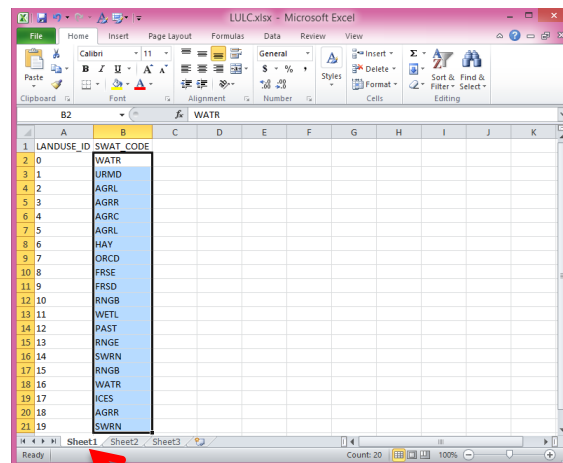 LULC.xlsx - Microsoft Excel
File Home Insert Page Layout Formulas Data Review View
Calibri 11 General Insert
Paste B I U A A $ % , Styles Delete Sort & Find &
Format Filter Select
Clipboard Font Alignment Number Cells Editing
B2 fx WATR
A B C D E F G H I J K
1 LANDUSE_ID SWAT_CODE
2 0 WATR
3 1 URMD
4 2 AGRL
5 3 AGRR
6 4 AGRC
7 5 AGRL
8 6 HAY
9 7 ORCD
10 8 FRSE
11 9 FRSD
12 10 RNGB
13 11 WETL
14 12 PAST
15 13 RNGE
16 14 SWRN
17 15 RNGB
18 16 WATR
19 17 ICES
20 18 AGRR
21 19 SWRN
Sheet1 Sheet2 Sheet3
Ready Count: 20 100%